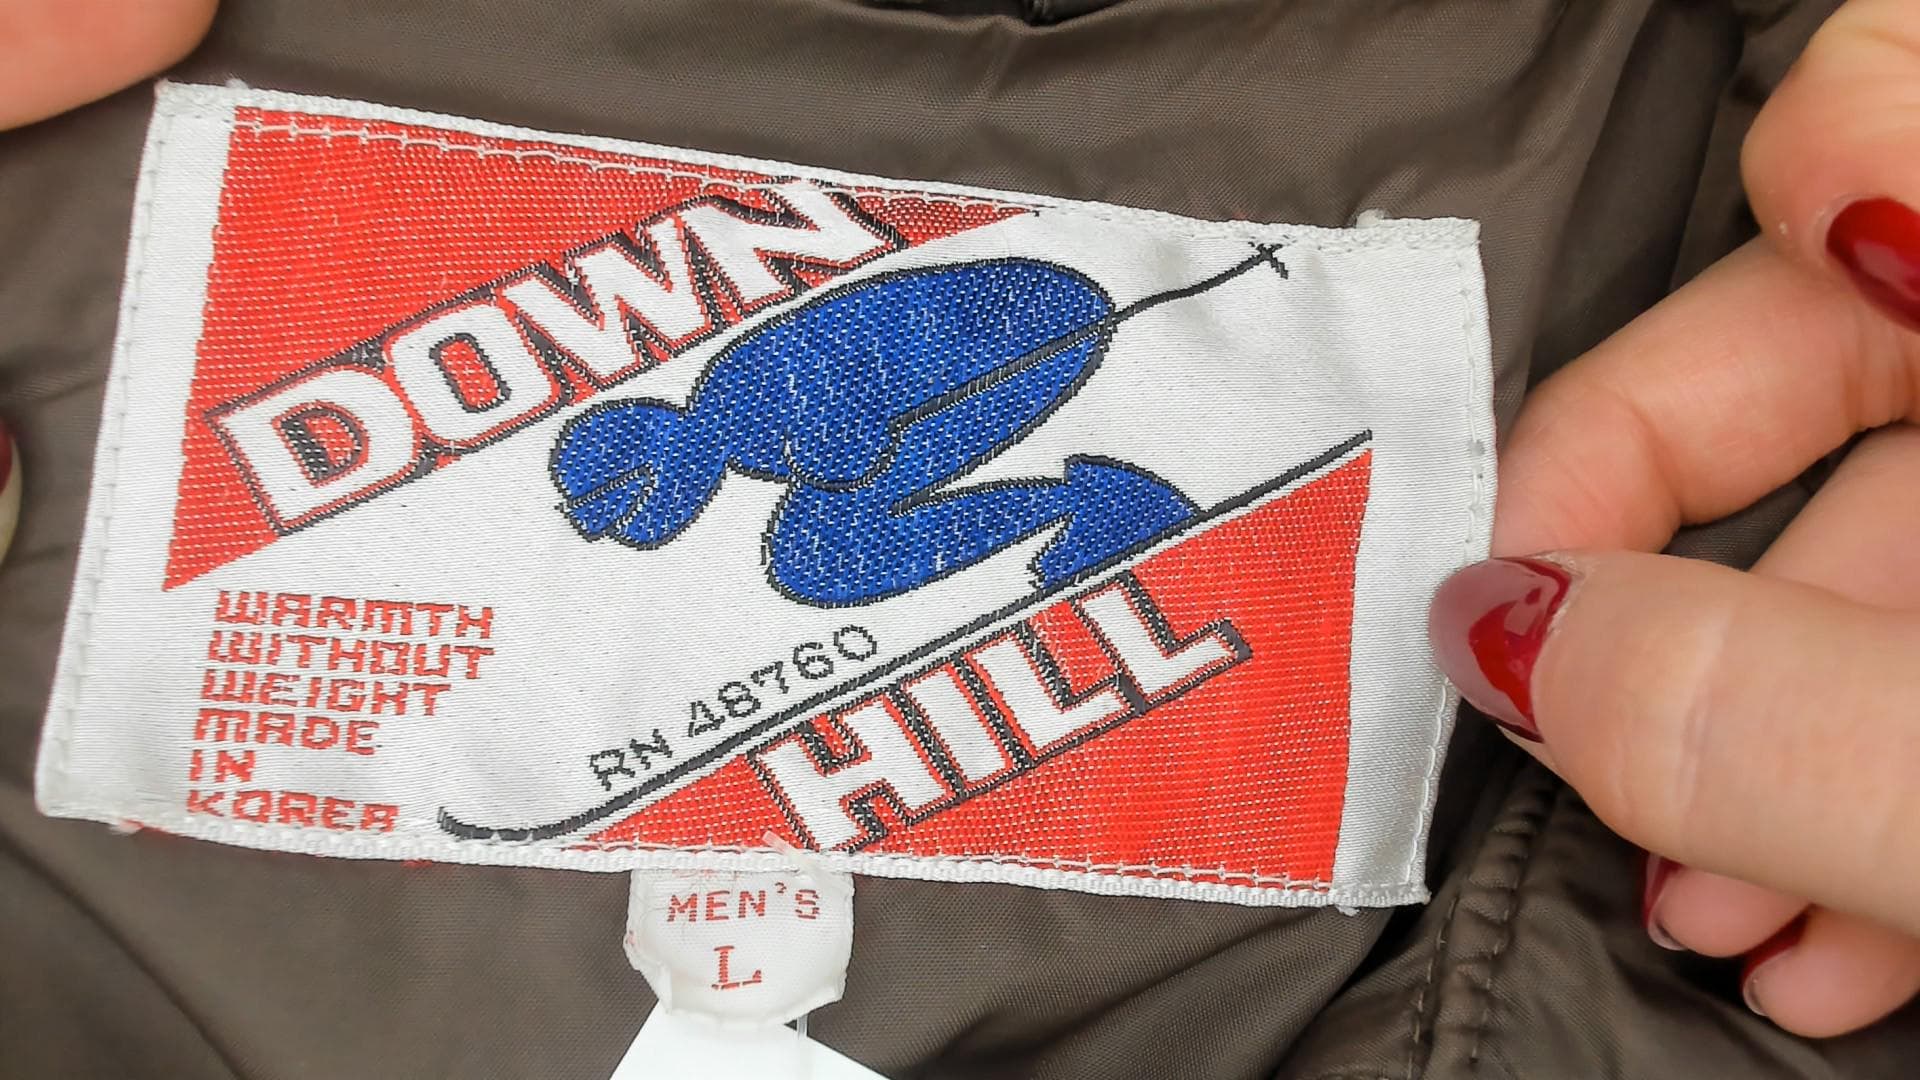 DOWN
WARMTH
WITHOUT
WEIGHT
MADE
IN
KOREA
RN 48760
HILL
MEN'S
L